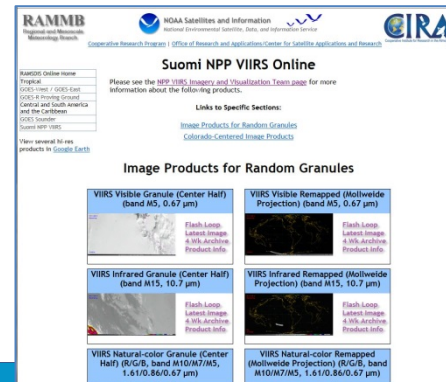 RAMMB
Regional and Mesoscale
Meteorology Branch
NOAA Satellites and Information
National Environmental Satellite, Data, and Information Service
CIRA
Cooperative Research Program | Office of Research and Applications/Center for Satellite Applications and Research
RAMSDIS Online Home
Tropical
GOES-West / GOES-East
GOES-R Proving Ground
Central and South America
and the Caribbean
GOES Sounder
Suomi NPP VIIRS
View several hi-res
products in Google Earth
Suomi NPP VIIRS Online
Please see the NPP VIIRS Imagery and Visualization Team page for more
information about the following products.
Links to Specific Sections:
Image Products for Random Granules
Colorado-Centered Image Products
Image Products for Random Granules
VIIRS Visible Granule (Center
Half) (band M5, 0.67 µm)
Flash Loop
Latest Image
4 Wk Archive
Product Info
VIIRS Visible Remapped (Mollweide
Projection) (band M5, 0.67 µm)
Flash Loop
Latest Image
4 Wk Archive
Product Info
VIIRS Infrared Granule (Center Half)
(band M15, 10.7 µm)
Flash Loop
Latest Image
4 Wk Archive
Product Info
VIIRS Infrared Remapped (Mollweide
Projection) (band M15, 10.7 µm)
Flash Loop
Latest Image
4 Wk Archive
Product Info
VIIRS Natural-color Granule (Center
Half) (R/G/B, band M10/M7/M5,
1.61/0.86/0.67 µm)
VIIRS Natural-color Remapped
(Mollweide Projection) (R/G/B, band
M10/M7/M5, 1.61/0.86/0.67 µm)